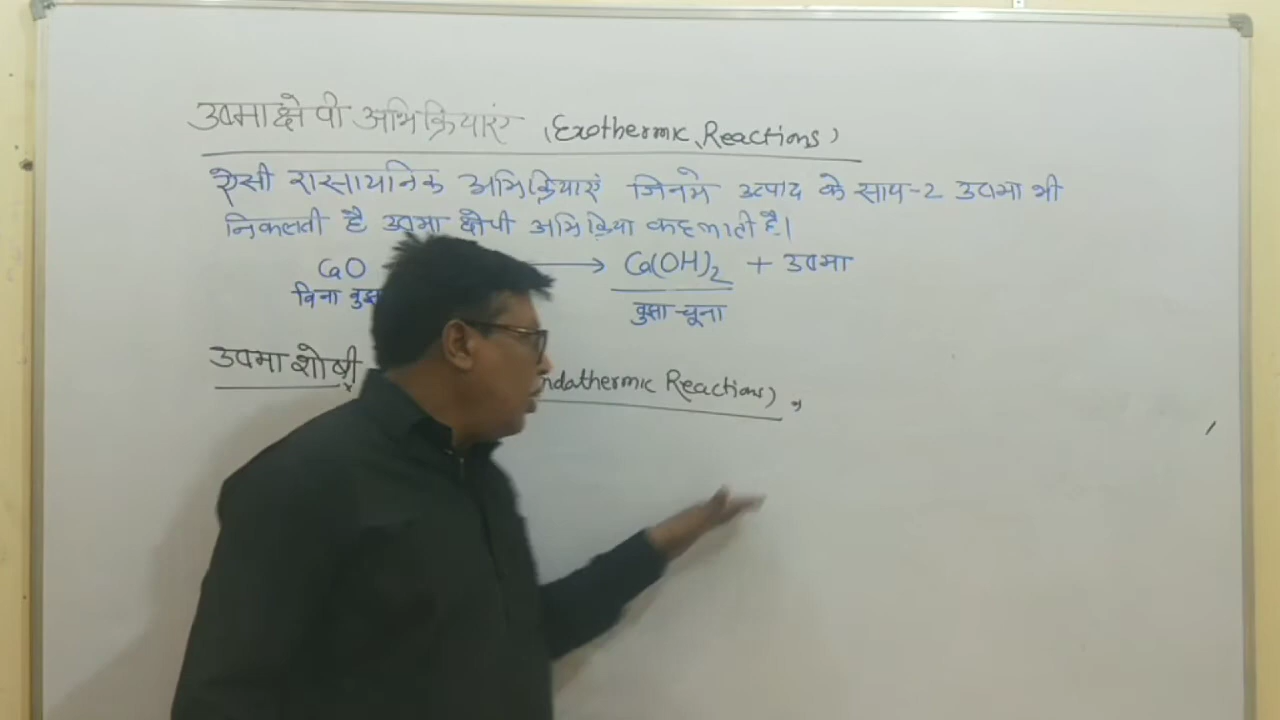 उष्माक्षेपी अभिक्रियाएं (Exothermic Reactions)
ऐसी रासायनिक अभिक्रियाएं जिनमे उत्पाद के साथ-2 उष्मा भी
निकलती है उष्मा क्षेपी अभिक्रिया कहलाती है।
CaO → Ca(OH)2 + उष्मा
बिना बुझा बुझा चूना
उष्मा शोषी ndathermic Reactions)